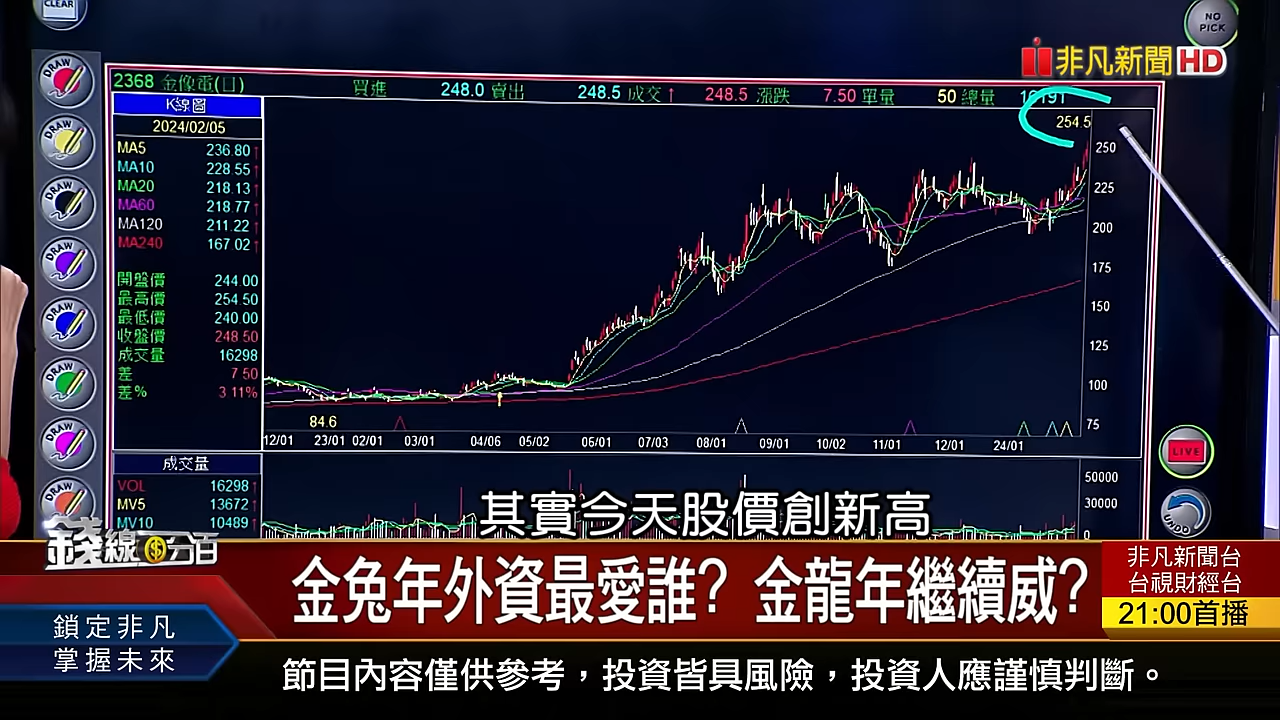 CLEAR
NO
PICK
非凡新聞HD
2368 金像電(日) 買進 248.0 賣出 248.5 成交↑ 248.5 漲跌 7.50 單量 50 總量 16191
K線圖
2024/02/05
MA5 236.80↑
MA10 228.55↑
MA20 218.13↑
MA60 218.77↑
MA120 211.22↑
MA240 167.02↑
開盤價 244.00
最高價 254.50
最低價 240.00
收盤價 248.50
成交量 16298
差 7.50
差% 3.11%
254.5
250
225
200
175
150
125
100
75
84.6
12/01 23/01 02/01 03/01 04/06 05/02 06/01 07/03 08/01 09/01 10/02 11/01 12/01 24/01
成交量
VOL 16298↑
MV5 13672↑
MV10 10489↑
50000
30000
0
DRAW
DRAW
DRAW
DRAW
DRAW
DRAW
DRAW
DRAW
LIVE
UNDO
其實今天股價創新高
錢線百分百
金兔年外資最愛誰? 金龍年繼續威?
非凡新聞台
台視財經台
21:00首播
鎖定非凡
掌握未來
節目內容僅供參考，投資皆具風險，投資人應謹慎判斷。